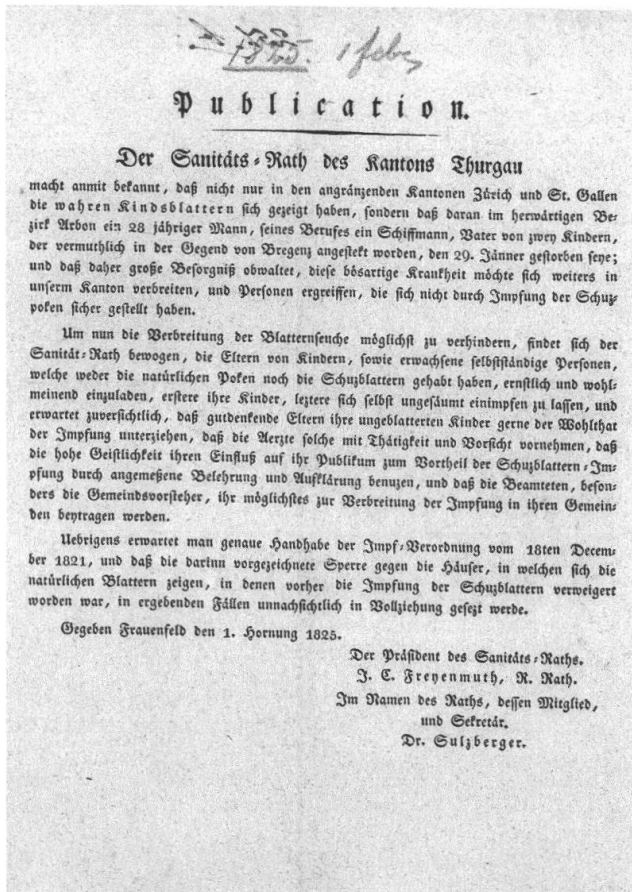 1825. 1 feb.
Publication.
Der Sanitäts-Rath des Kantons Thurgau
macht anmit bekannt, daß nicht nur in den angränzenden Kantonen Zürich und St. Gallen
die wahren Kindsblattern sich gezeigt haben, sondern daß daran im herwärtigen Be-
zirk Arbon ein 28 jähriger Mann, seines Berufes ein Schiffmann, Vater von zwey Kindern,
der vermuthlich in der Gegend von Bregenz angestekt worden, den 29. Jänner gestorben seye;
und daß daher große Besorgniß obwaltet, diese bösartige Krankheit möchte sich weiters in
unserm Kanton verbreiten, und Personen ergreiffen, die sich nicht durch Impfung der Schuz-
poken sicher gestellt haben.
Um nun die Verbreitung der Blatternseuche möglichst zu verhindern, findet sich der
Sanität-Rath bewogen, die Eltern von Kindern, sowie erwachsene selbstständige Personen,
welche weder die natürlichen Poken noch die Schuzblattern gehabt haben, ernstlich und wohl-
meinend einzuladen, erstere ihre Kinder, leztere sich selbst ungesäumt einimpfen zu lassen, und
erwartet zuversichtlich, daß gutdenkende Eltern ihre ungeblatterten Kinder gerne der Wohlthat
der Impfung unterziehen, daß die Aerzte solche mit Thätigkeit und Vorsicht vornehmen, daß
die hohe Geistlichkeit ihren Einfluß auf ihr Publikum zum Vortheil der Schuzblattern-Im-
pfung durch angemeßene Belehrung und Aufklärung benuzen, und daß die Beamteten, beson-
ders die Gemeindsvorsteher, ihr möglichstes zur Verbreitung der Impfung in ihren Gemein-
den beytragen werden.
Uebrigens erwartet man genaue Handhabe der Impf-Verordnung vom 18ten Decem-
ber 1821, und daß die darinn vorgezeichnete Sperre gegen die Häuser, in welchen sich die
natürlichen Blattern zeigen, in denen vorher die Impfung der Schuzblattern verweigert
worden war, in ergebenden Fällen unnachsichtlich in Vollziehung gesezt werde.
Gegeben Frauenfeld den 1. Hornung 1825.
Der Präsident des Sanitäts-Raths.
J. C. Freyenmuth, R. Rath.
Im Namen des Raths, dessen Mitglied,
und Sekretär.
Dr. Sulzberger.